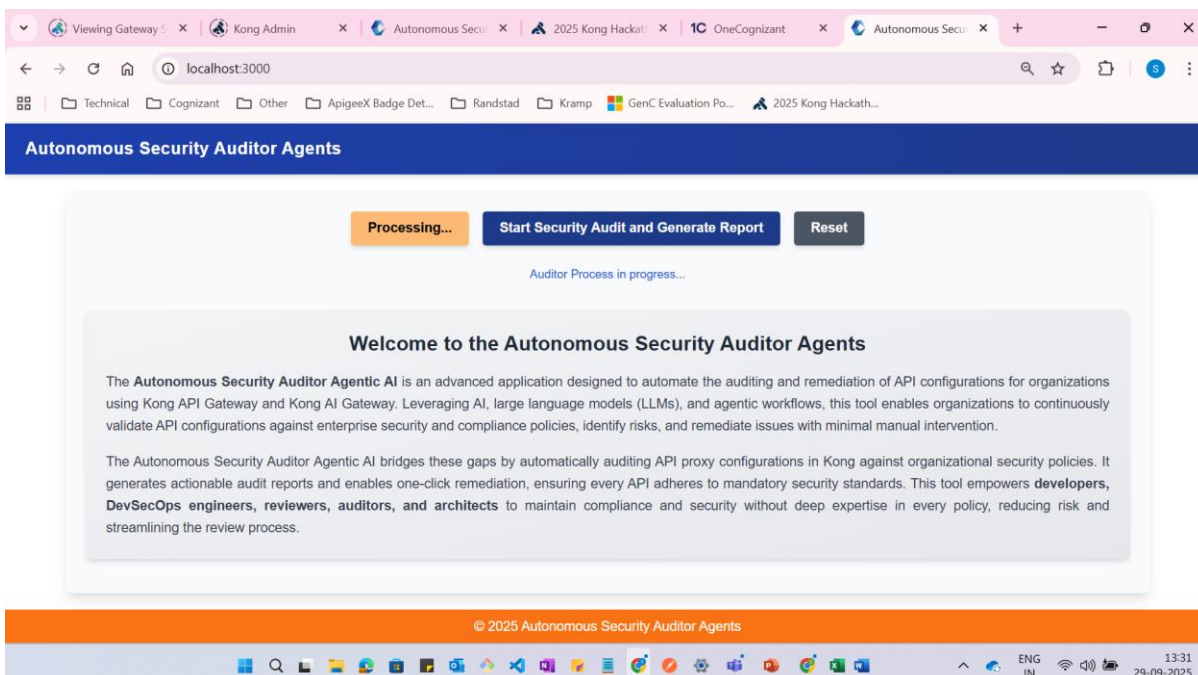 Viewing Gateway S
Kong Admin
Autonomous Secu
2025 Kong Hackat
1C OneCognizant
Autonomous Secu
localhost:3000
S
Technical
Cognizant
Other
ApigeeX Badge Det...
Randstad
Kramp
GenC Evaluation Po...
2025 Kong Hackath...
Autonomous Security Auditor Agents
Processing...
Start Security Audit and Generate Report
Reset
Auditor Process in progress...
Welcome to the Autonomous Security Auditor Agents
The Autonomous Security Auditor Agentic AI is an advanced application designed to automate the auditing and remediation of API configurations for organizations
using Kong API Gateway and Kong AI Gateway. Leveraging AI, large language models (LLMs), and agentic workflows, this tool enables organizations to continuously
validate API configurations against enterprise security and compliance policies, identify risks, and remediate issues with minimal manual intervention.
The Autonomous Security Auditor Agentic AI bridges these gaps by automatically auditing API proxy configurations in Kong against organizational security policies. It
generates actionable audit reports and enables one-click remediation, ensuring every API adheres to mandatory security standards. This tool empowers developers,
DevSecOps engineers, reviewers, auditors, and architects to maintain compliance and security without deep expertise in every policy, reducing risk and
streamlining the review process.
© 2025 Autonomous Security Auditor Agents
ENG
IN
13:31
29-09-2025